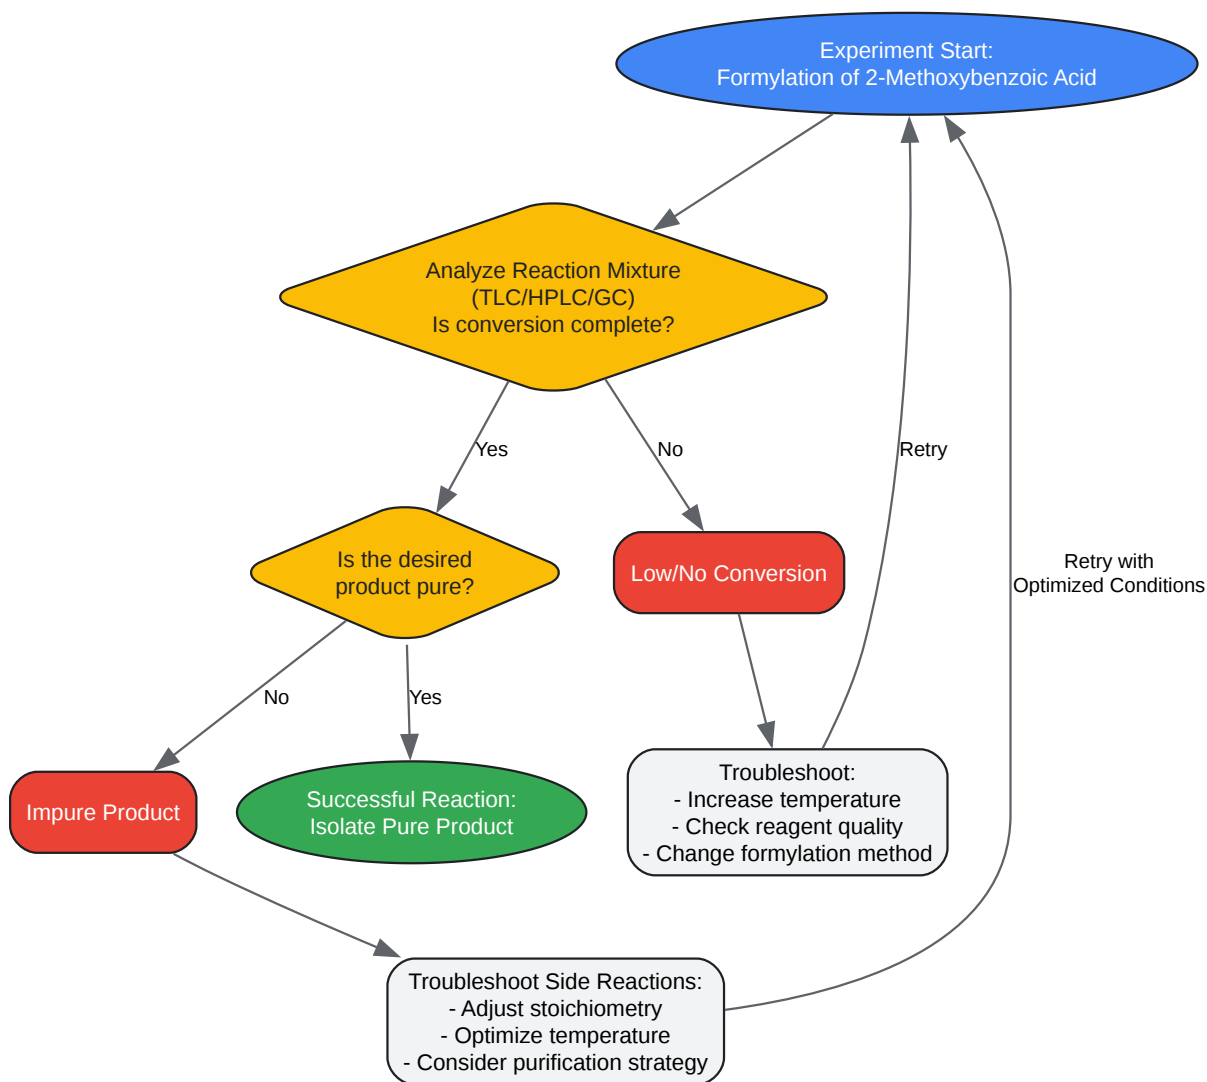 Experiment Start:
Formylation of 2-Methoxybenzoic Acid
Analyze Reaction Mixture
(TLC/HPLC/GC)
Is conversion complete?
Yes
No
Retry
Is the desired
product pure?
Low/No Conversion
Retry with
Optimized Conditions
No
Yes
Impure Product
Successful Reaction:
Isolate Pure Product
Troubleshoot:
- Increase temperature
- Check reagent quality
- Change formylation method
Troubleshoot Side Reactions:
- Adjust stoichiometry
- Optimize temperature
- Consider purification strategy